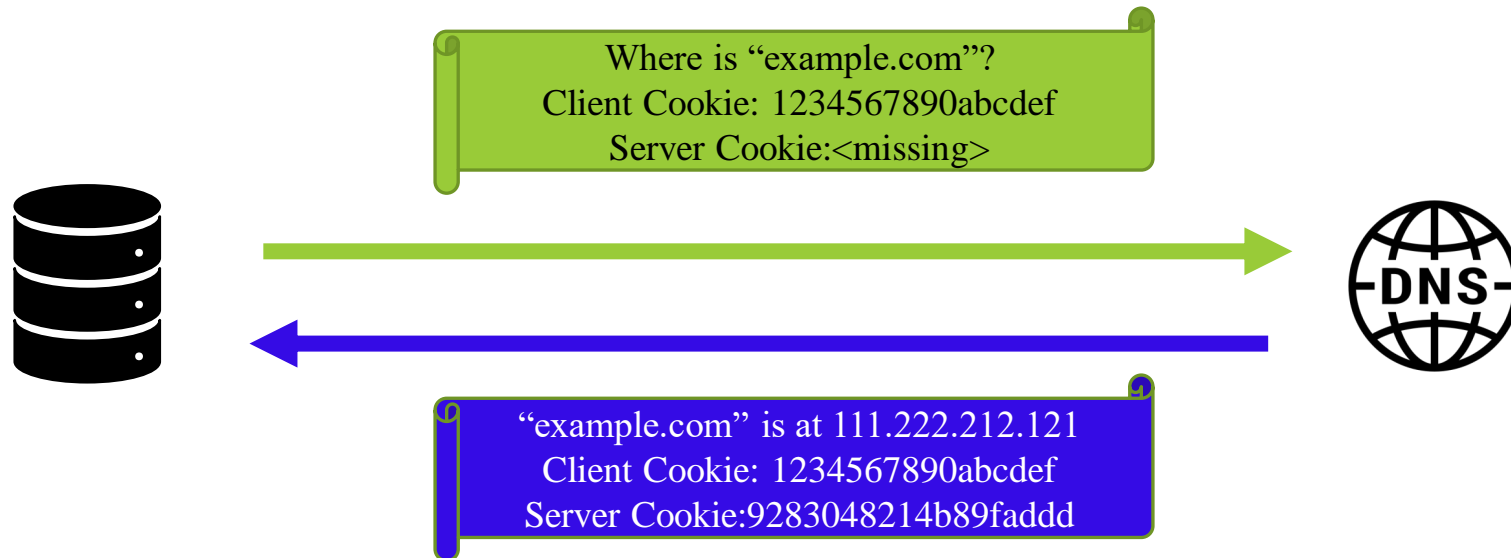 Where is “example.com”?
Client Cookie: 1234567890abcdef
Server Cookie:<missing>
DNS
“example.com” is at 111.222.212.121
Client Cookie: 1234567890abcdef
Server Cookie:9283048214b89faddd